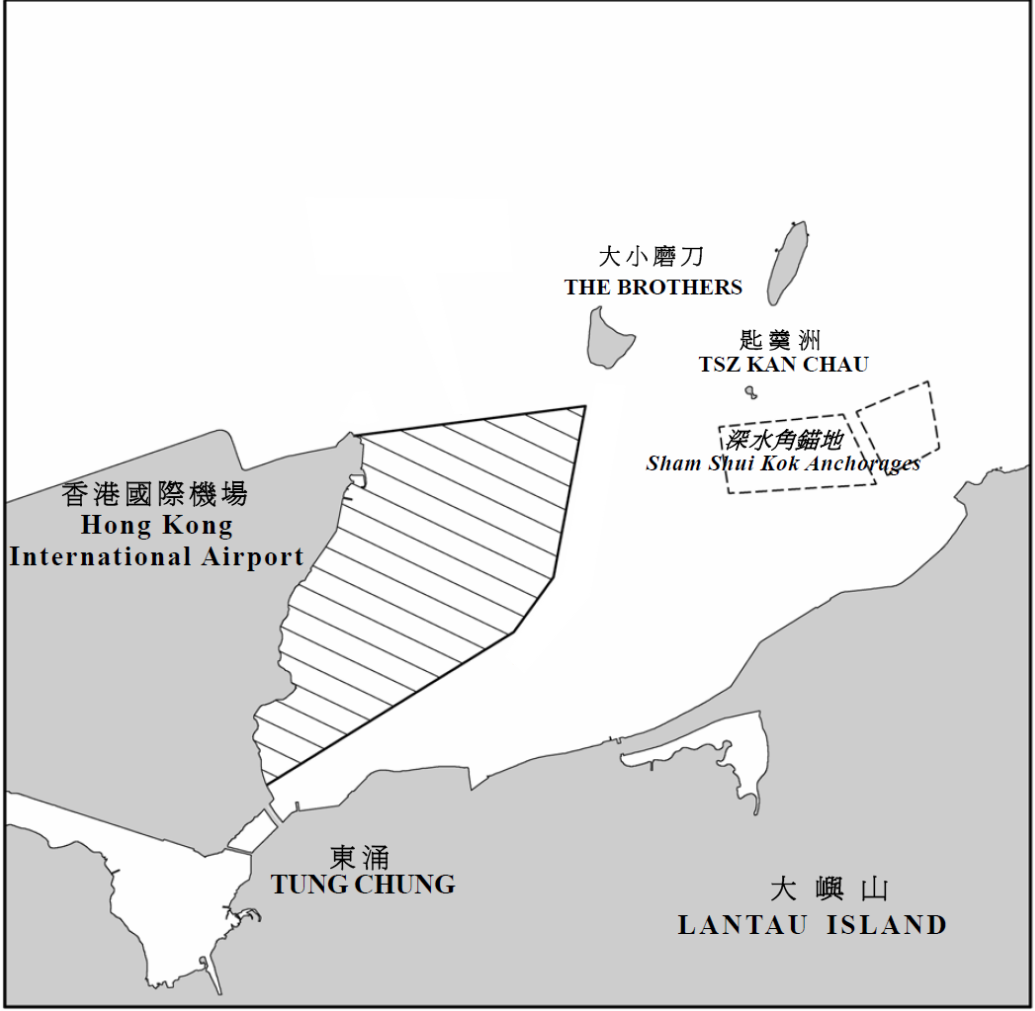 大小磨刀
THE BROTHERS
匙羹洲
TSZ KAN CHAU
深水角錨地
Sham Shui Kok Anchorages
香港國際機場
Hong Kong
International Airport
東涌
TUNG CHUNG
大嶼山
LANTAU ISLAND